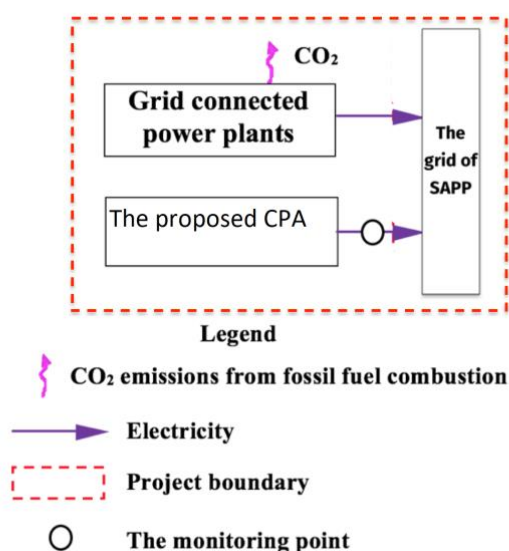 CO₂
Grid connected
power plants
The
grid of
SAPP
The proposed CPA
Legend
CO₂ emissions from fossil fuel combustion
Electricity
Project boundary
The monitoring point